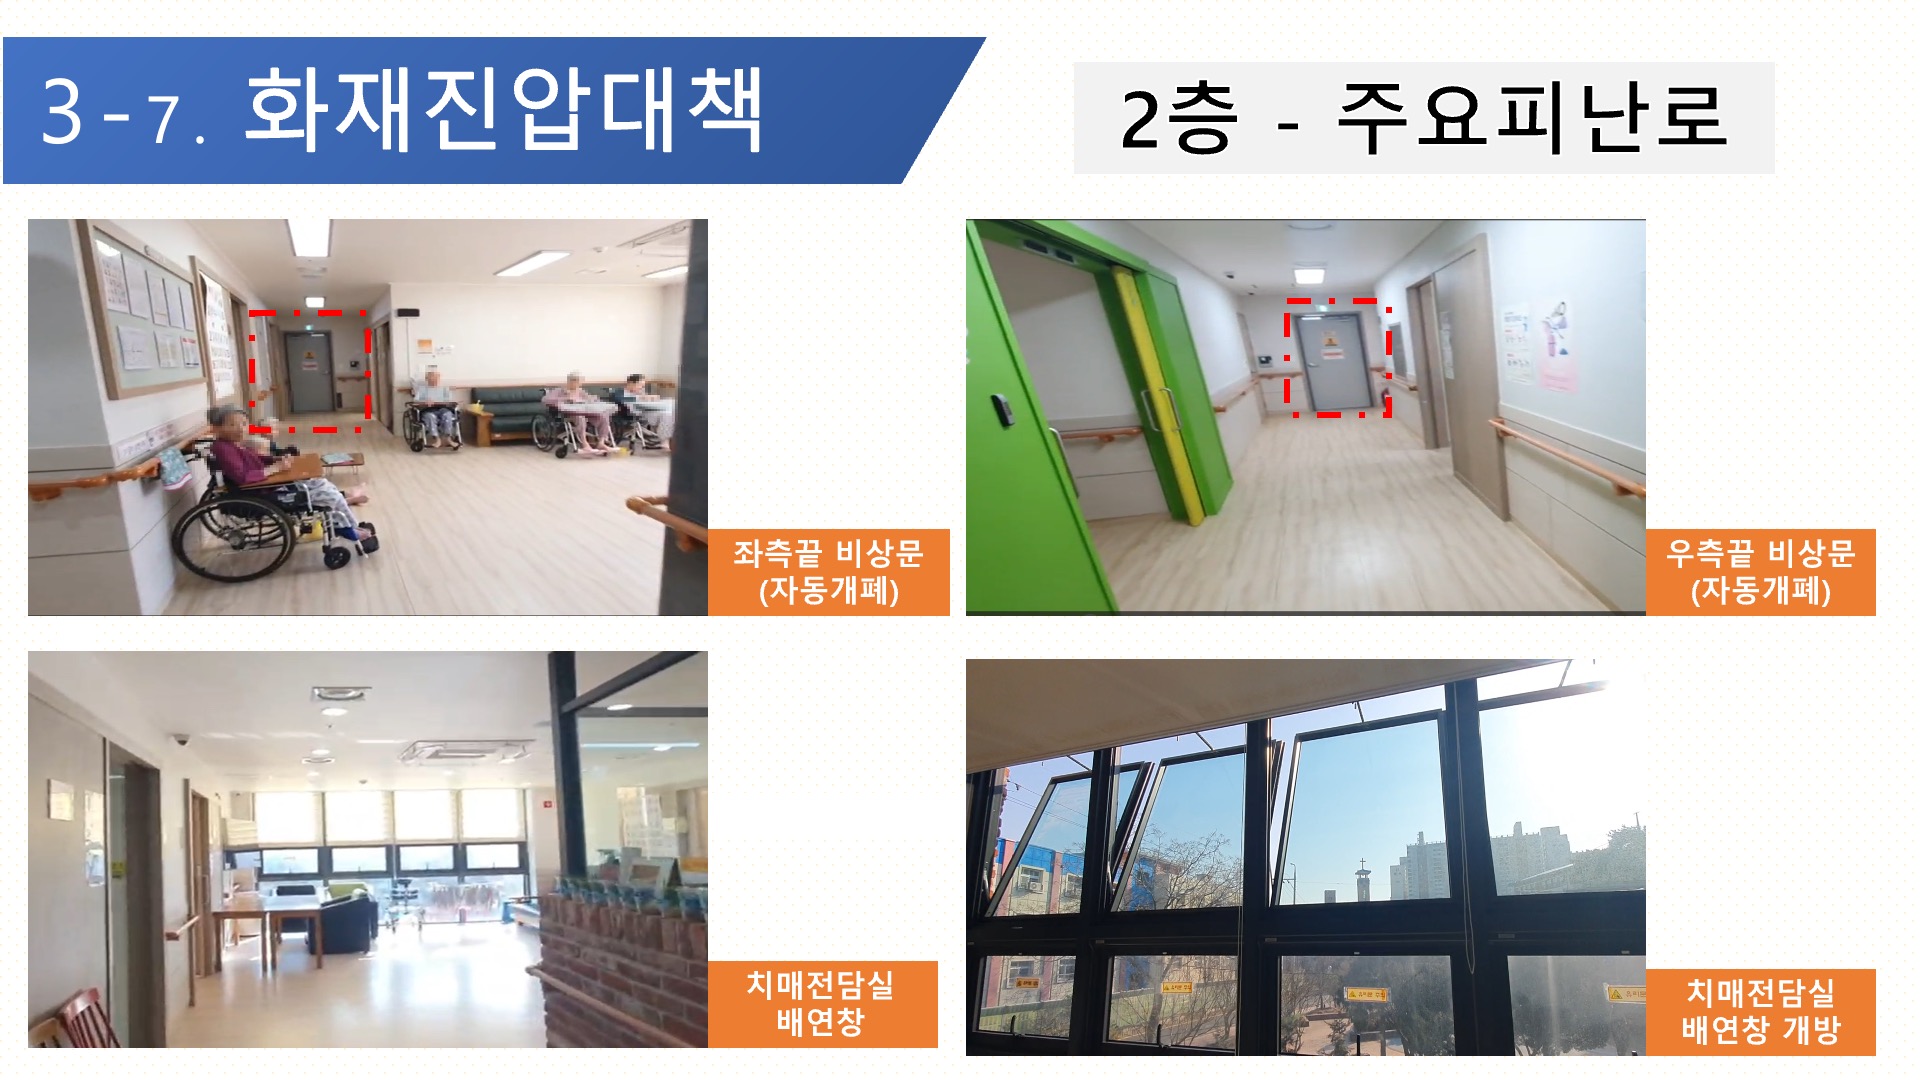 3-7. 화재진압대책
2층 - 주요피난로
좌측끝 비상문
(자동개폐)
우측끝 비상문
(자동개폐)
치매전담실
배연창
치매전담실
배연창 개방